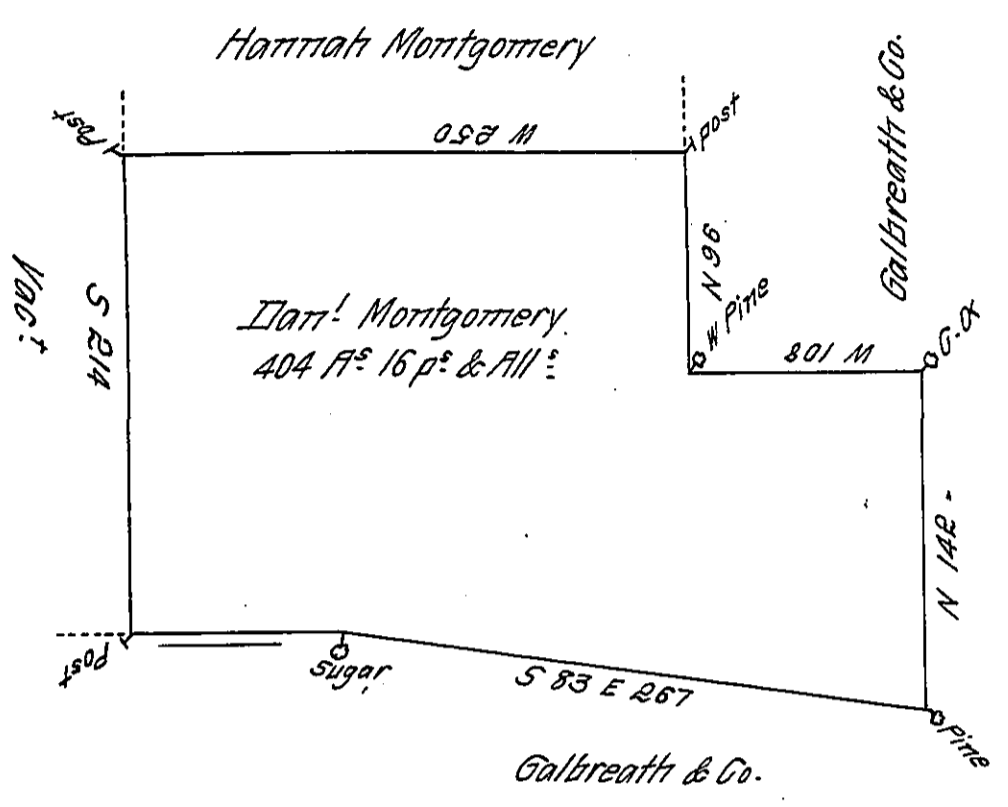 Hannah Montgomery
Galbreath & Co.
Post
W 250
post
N 96
W Pine
W 108
G. O
Vac.t
S 214
Dan.l Montgomery
404 A.s 16 p.s & All.s
N 142 -
Post
Sugar
S 83 E 267
Pine
Galbreath & Co.